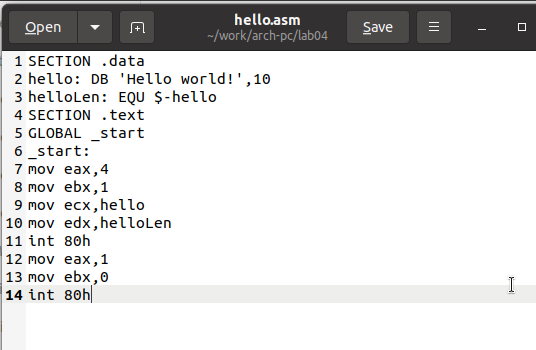 Open
hello.asm
~/work/arch-pc/lab04
Save
1 SECTION .data
2 hello: DB 'Hello world!',10
3 helloLen: EQU $-hello
4 SECTION .text
5 GLOBAL _start
6 _start:
7 mov eax,4
8 mov ebx,1
9 mov ecx,hello
10 mov edx,helloLen
11 int 80h
12 mov eax,1
13 mov ebx,0
14 int 80h